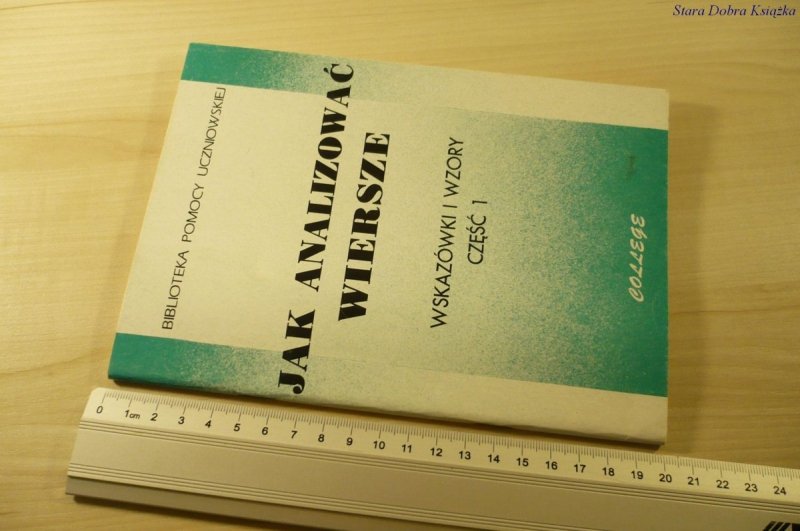 Stara Dobra Książka
BIBLIOTEKA POMOCY UCZNIOWSKIEJ
JAK ANALIZOWAĆ
WIERSZE
WSKAZÓWKI I WZORY
CZĘŚĆ 1
COLLEGE
0 1cm 2 3 4 5 6 7 8 9 10 11 12 13 14 15 16 17 18 19 20 21 22 23 24